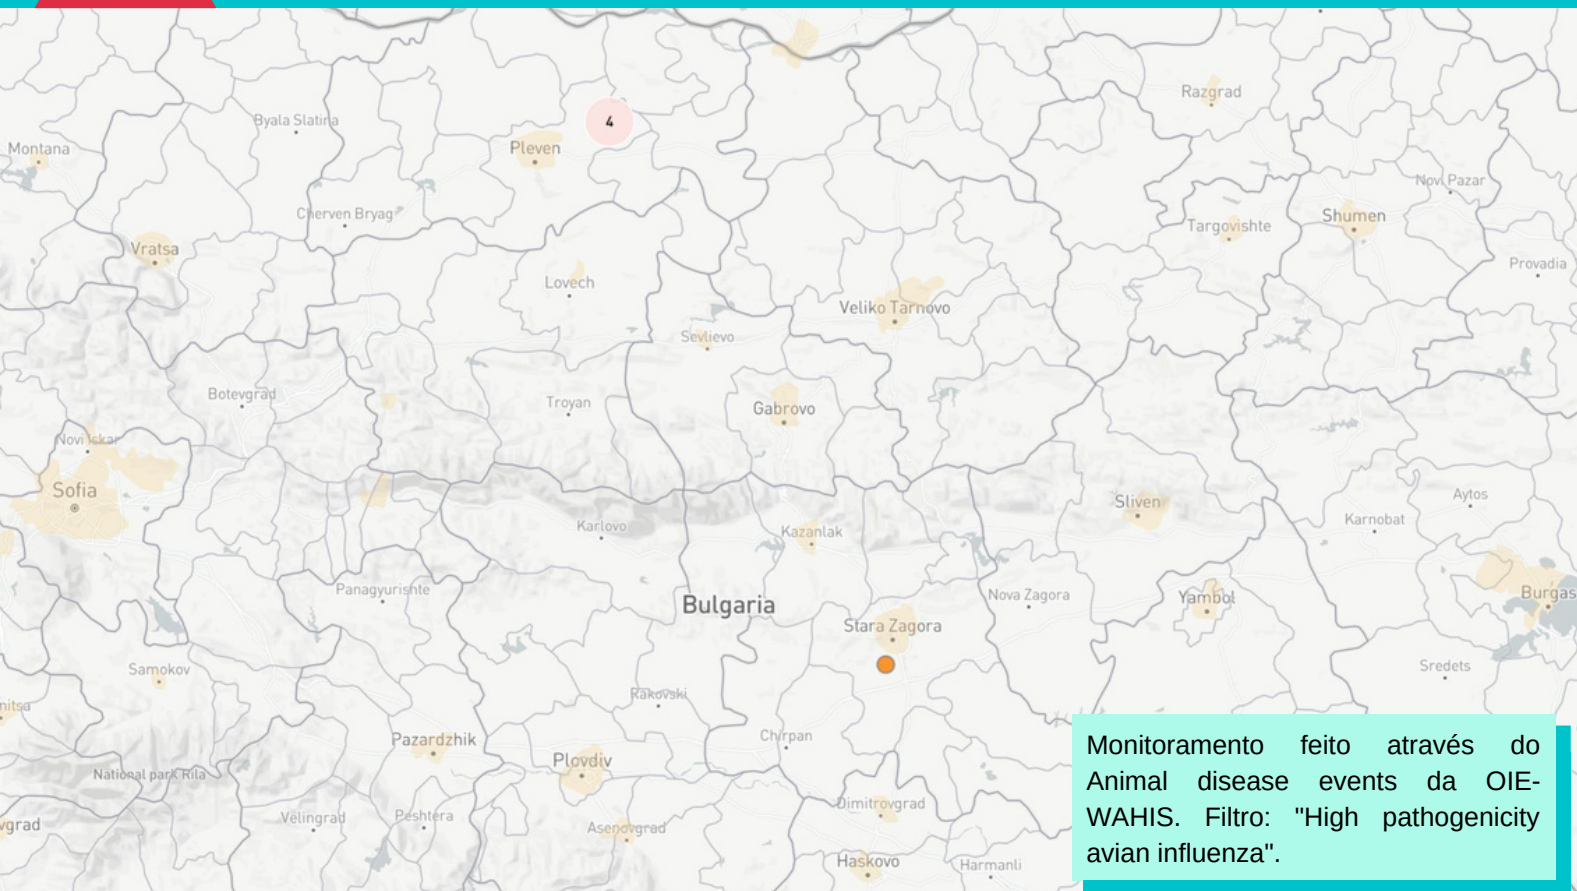 Razgrad
Byala Slatina
4
Montana
Pleven
Novi Pazar
Cherven Bryag
Shumen
Targovishte
Vratsa
Provadia
Lovech
Veliko Tarnovo
Sevlievo
Botevgrad
Troyan
Gabrovo
Novi Iskar
Sofia
Sliven
Aytos
Karlovo
Kazanlak
Karnobat
Panagyurishte
Bulgaria
Nova Zagora
Yambol
Burgas
Stara Zagora
Samokov
Sredets
Rakovski
nitsa
Pazardzhik
Chirpan
Plovdiv
National park Rila
Dimitrovgrad
Velingrad
Peshtera
vgrad
Asenovgrad
Haskovo
Harmanli
Monitoramento feito através do
Animal disease events da OIE-
WAHIS. Filtro: "High pathogenicity
avian influenza".